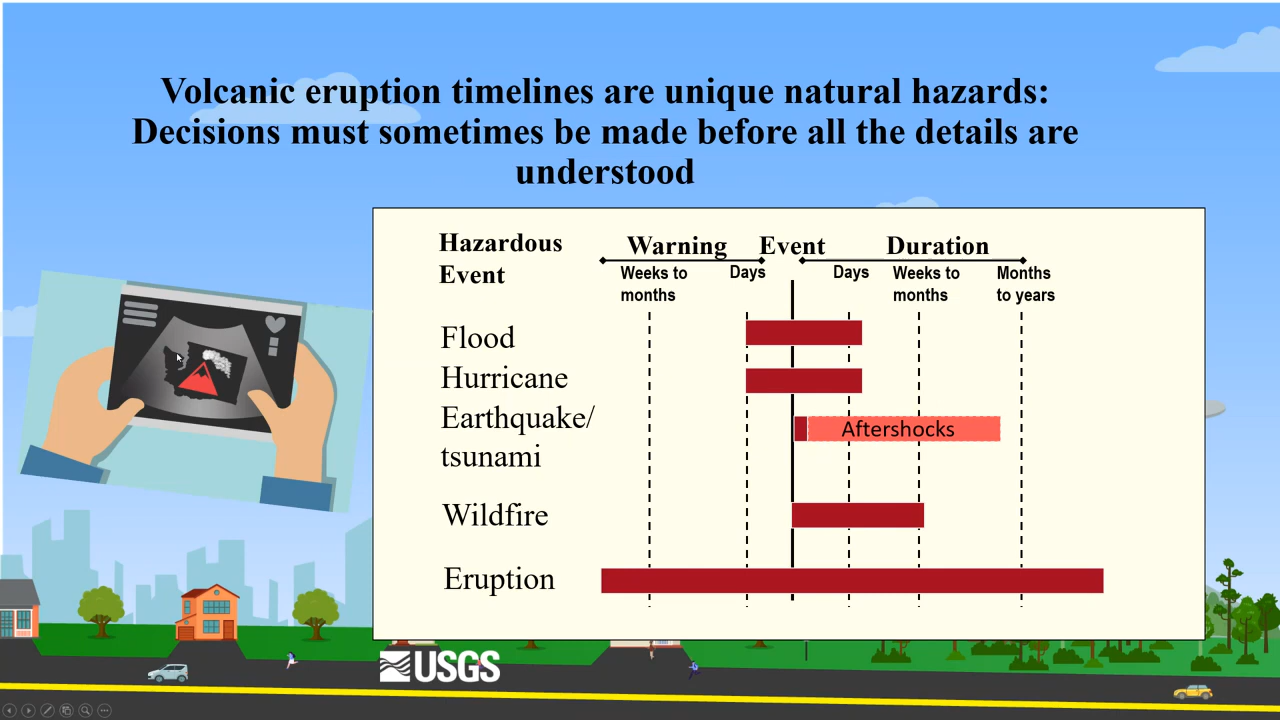 Volcanic eruption timelines are unique natural hazards:
Decisions must sometimes be made before all the details are
understood
Hazardous
Event
Warning
Event
Duration
Weeks to
months
Days
Days
Weeks to
months
Months
to years
Flood
Hurricane
Earthquake/
tsunami
Aftershocks
Wildfire
Eruption
USGS